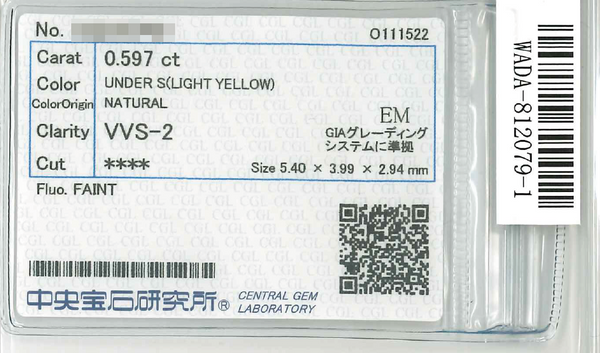 No.
O111522
Carat 0.597 ct
Color UNDER S(LIGHT YELLOW)
ColorOrigin NATURAL
Clarity VVS-2
EM
GIAグレーディング
システムに準拠
Cut ****
Size 5.40 × 3.99 × 2.94 mm
Fluo. FAINT
中央宝石研究所® CENTRAL GEM
LABORATORY
WADA-812079-1